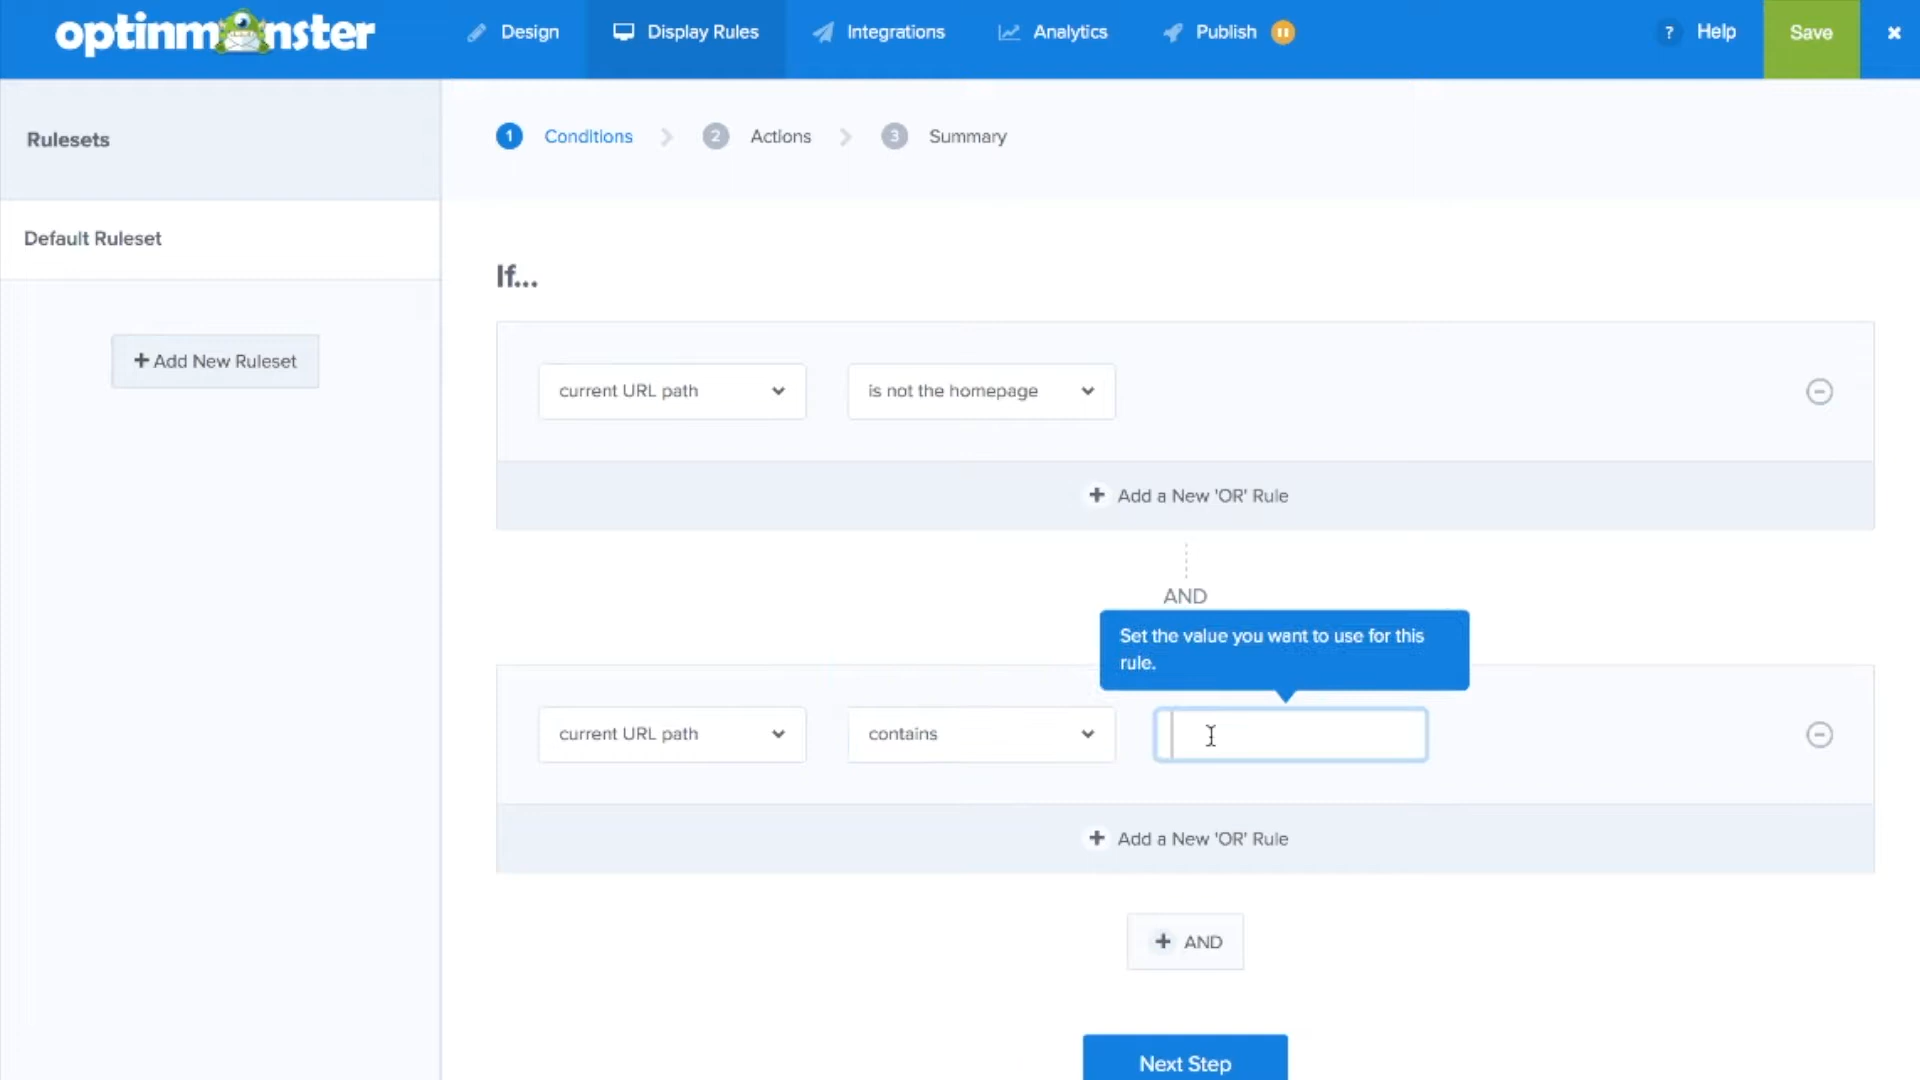 optinmonster
Design
Display Rules
Integrations
Analytics
Publish
? Help
Save
Rulesets
1 Conditions
2 Actions
3 Summary
Default Ruleset
+ Add New Ruleset
If...
current URL path
is not the homepage
+ Add a New 'OR' Rule
AND
Set the value you want to use for this
rule.
current URL path
contains
+ Add a New 'OR' Rule
+ AND
Next Step